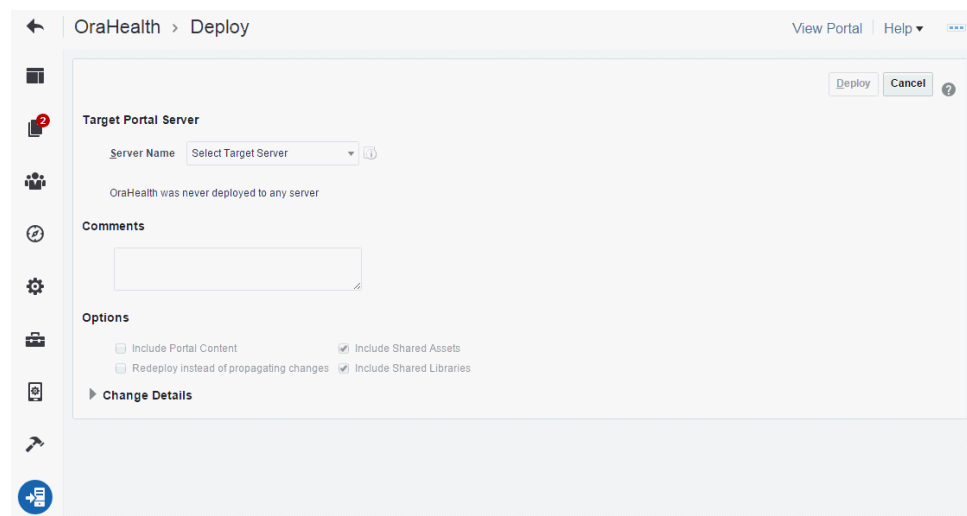 OraHealth > Deploy
View Portal
Help
Deploy
Cancel
?
2
Target Portal Server
Server Name
Select Target Server
OraHealth was never deployed to any server
Comments
Options
Include Portal Content
Include Shared Assets
Redeploy instead of propagating changes
Include Shared Libraries
Change Details